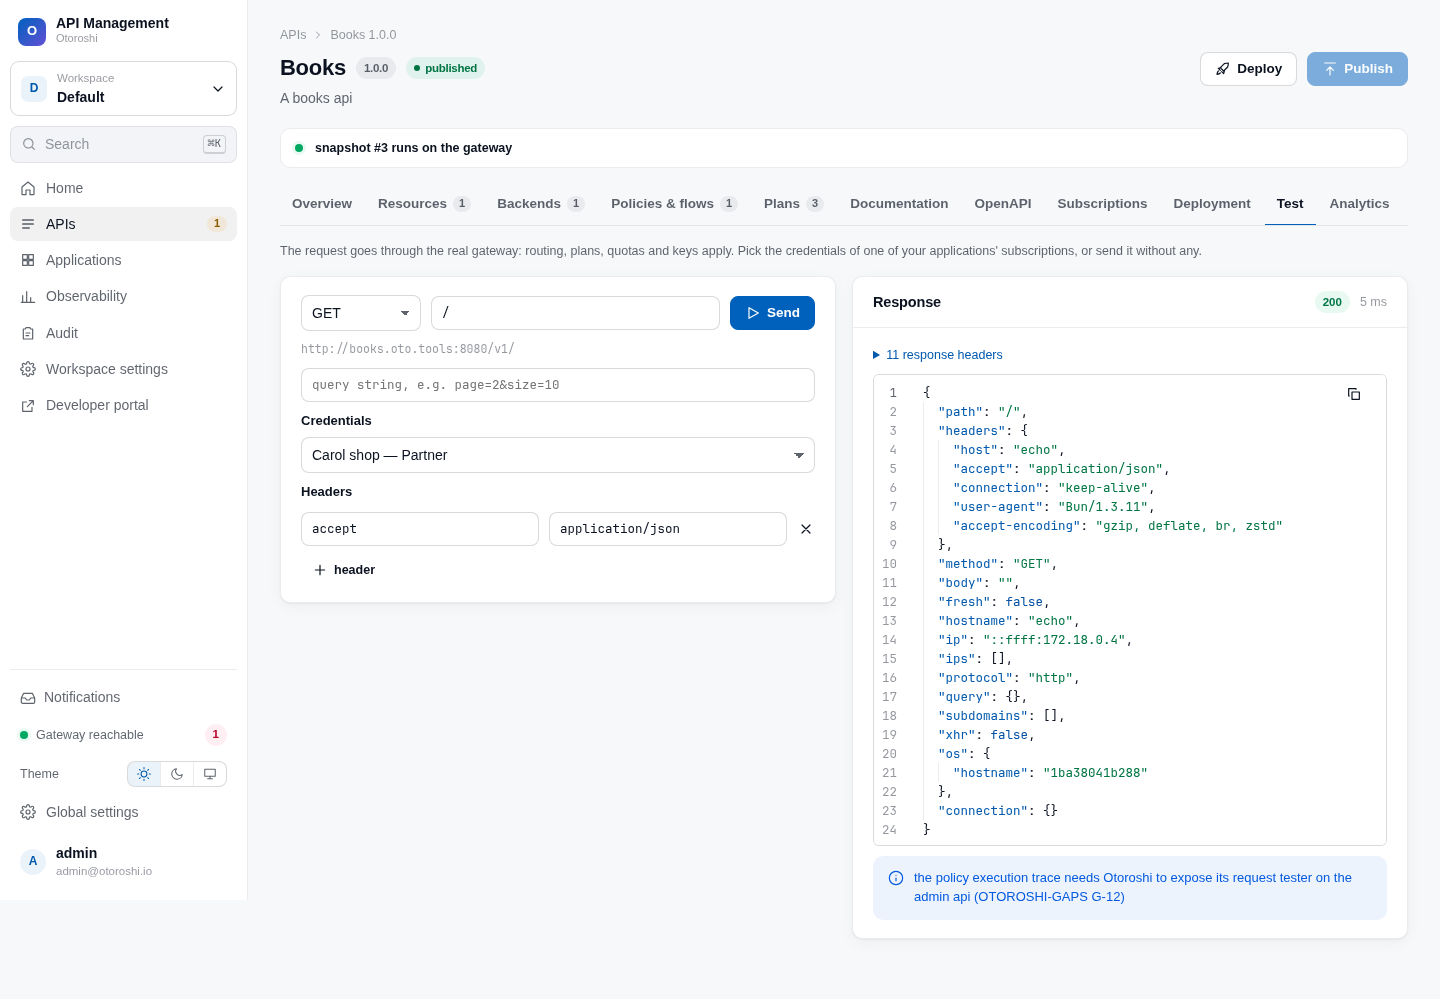 O
API Management
Otoroshi
D
Workspace
Default
Search
⌘K
Home
APIs
1
Applications
Observability
Audit
Workspace settings
Developer portal
Notifications
Gateway reachable
1
Theme
Global settings
A
admin
admin@otoroshi.io
APIs
Books 1.0.0
Books
1.0.0
published
A books api
Deploy
Publish
snapshot #3 runs on the gateway
Overview
Resources 1
Backends 1
Policies & flows 1
Plans 3
Documentation
OpenAPI
Subscriptions
Deployment
Test
Analytics
The request goes through the real gateway: routing, plans, quotas and keys apply. Pick the credentials of one of your applications' subscriptions, or send it without any.
GET
/
Send
http://books.oto.tools:8080/v1/
query string, e.g. page=2&size=10
Credentials
Carol shop — Partner
Headers
accept
application/json
header
Response
200
5 ms
11 response headers
1 {
2 "path": "/",
3 "headers": {
4 "host": "echo",
5 "accept": "application/json",
6 "connection": "keep-alive",
7 "user-agent": "Bun/1.3.11",
8 "accept-encoding": "gzip, deflate, br, zstd"
9 },
10 "method": "GET",
11 "body": "",
12 "fresh": false,
13 "hostname": "echo",
14 "ip": "::ffff:172.18.0.4",
15 "ips": [],
16 "protocol": "http",
17 "query": {},
18 "subdomains": [],
19 "xhr": false,
20 "os": {
21 "hostname": "1ba38041b288"
22 },
23 "connection": {}
24 }
the policy execution trace needs Otoroshi to expose its request tester on the
admin api (OTOROSHI-GAPS G-12)